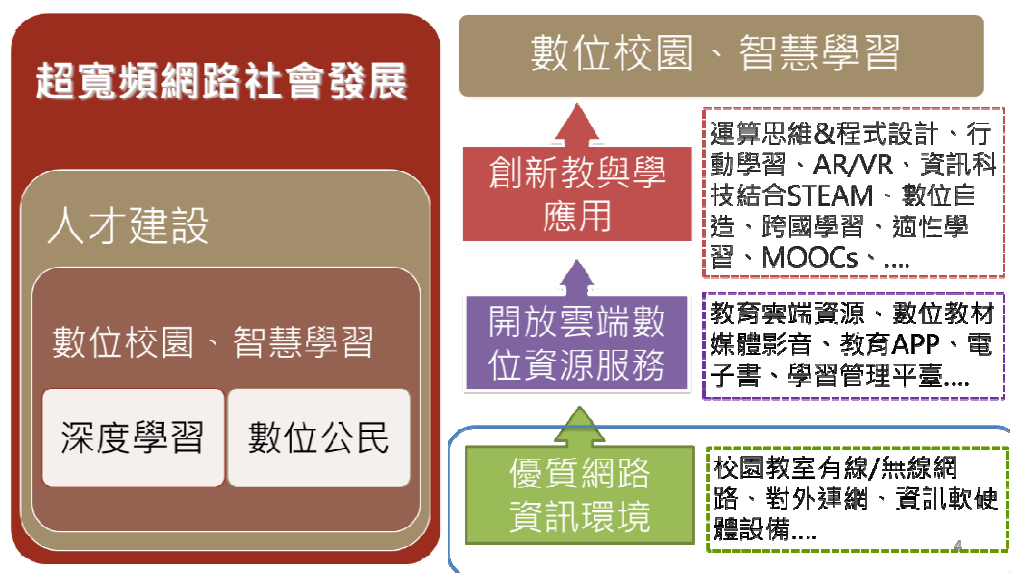 超寬頻網路社會發展
人才建設
數位校園、智慧學習
深度學習
數位公民
數位校園、智慧學習
創新教與學
應用
運算思維&程式設計、行
動學習、AR/VR、資訊科
技結合STEAM、數位自
造、跨國學習、適性學
習、MOOCs、....
開放雲端數
位資源服務
教育雲端資源、數位教材
媒體影音、教育APP、電
子書、學習管理平臺....
優質網路
資訊環境
校園教室有線/無線網
路、對外連網、資訊軟硬
體設備....
4